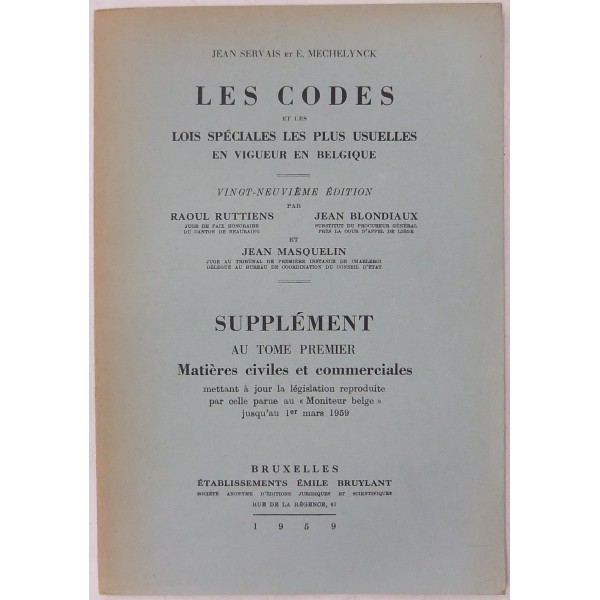 JEAN SERVAIS ET E. MECHELYNCK
LES CODES
ET LES
LOIS SPÉCIALES LES PLUS USUELLES
EN VIGUEUR EN BELGIQUE
VINGT-NEUVIÈME ÉDITION
PAR
RAOUL RUTTIENS JEAN BLONDIAUX
JUGE DE PAIX HONORAIRE SUBSTITUT DU PROCUREUR GÉNÉRAL
DU CANTON DE BEAURAING PRÈS LA COUR D'APPEL DE LIÈGE
ET
JEAN MASQUELIN
JUGE AU TRIBUNAL DE PREMIÈRE INSTANCE DE CHARLEROI
DÉLÉGUÉ AU BUREAU DE COORDINATION DU CONSEIL D'ÉTAT
SUPPLÉMENT
AU TOME PREMIER
Matières civiles et commerciales
mettant à jour la législation reproduite
par celle parue au « Moniteur belge »
jusqu'au 1er mars 1959
BRUXELLES
ÉTABLISSEMENTS ÉMILE BRUYLANT
SOCIÉTÉ ANONYME D'ÉDITIONS JURIDIQUES ET SCIENTIFIQUES
RUE DE LA RÉGENCE, 67
1959